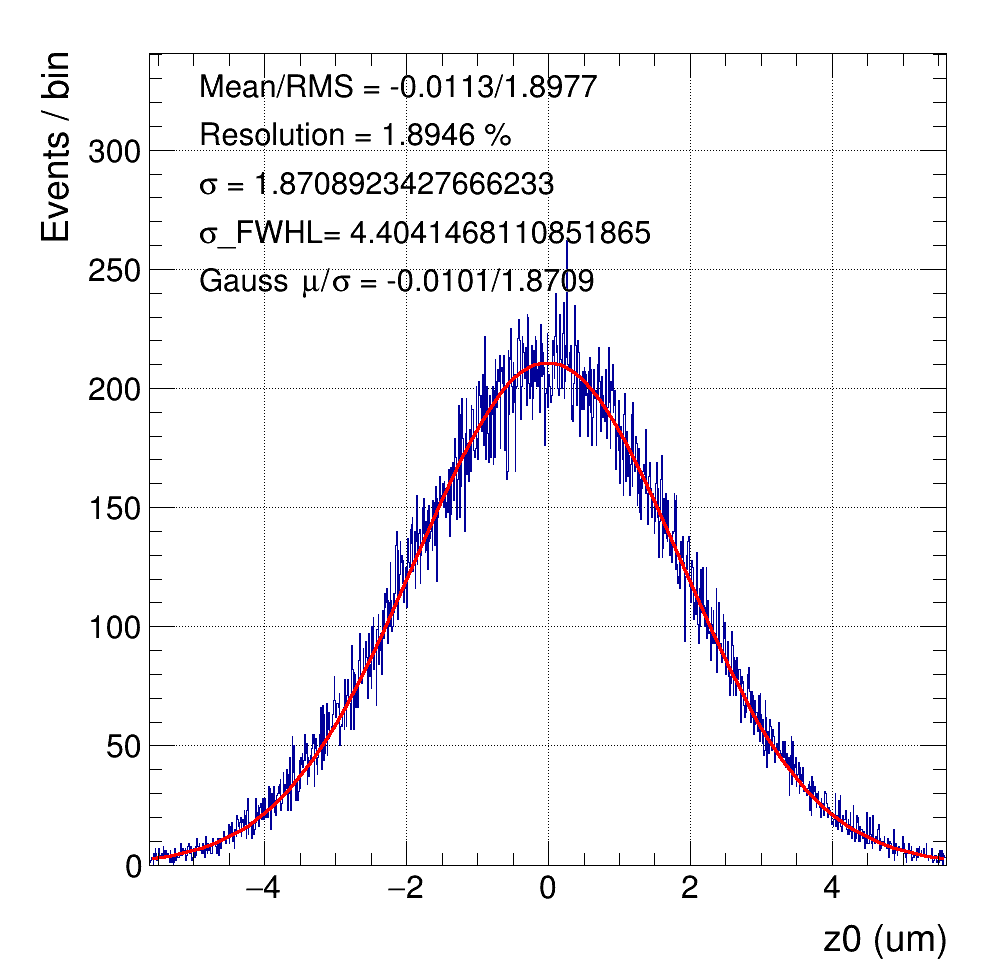 Events / bin
Mean/RMS = -0.0113/1.8977
Resolution = 1.8946 %
σ = 1.8708923427666233
σ_FWHL= 4.4041468110851865
Gauss μ/σ = -0.0101/1.8709
300
250
200
150
100
50
0
−4 −2 0 2 4
z0 (um)